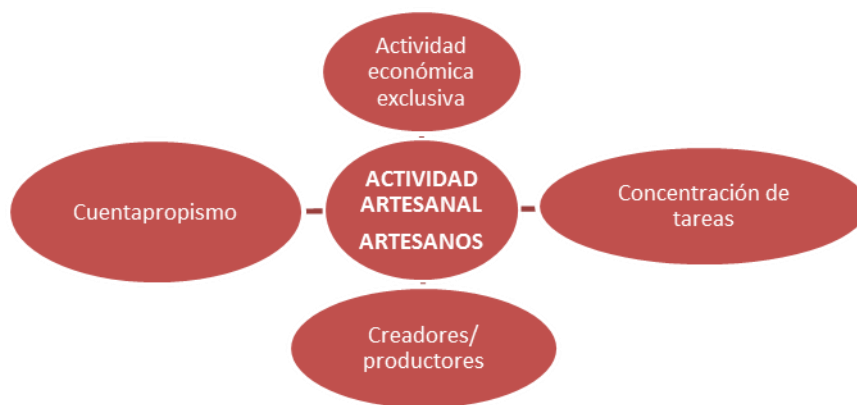 Actividad
económica
exclusiva
Cuentapropismo
ACTIVIDAD
ARTESANAL
ARTESANOS
Concentración de
tareas
Creadores/
productores